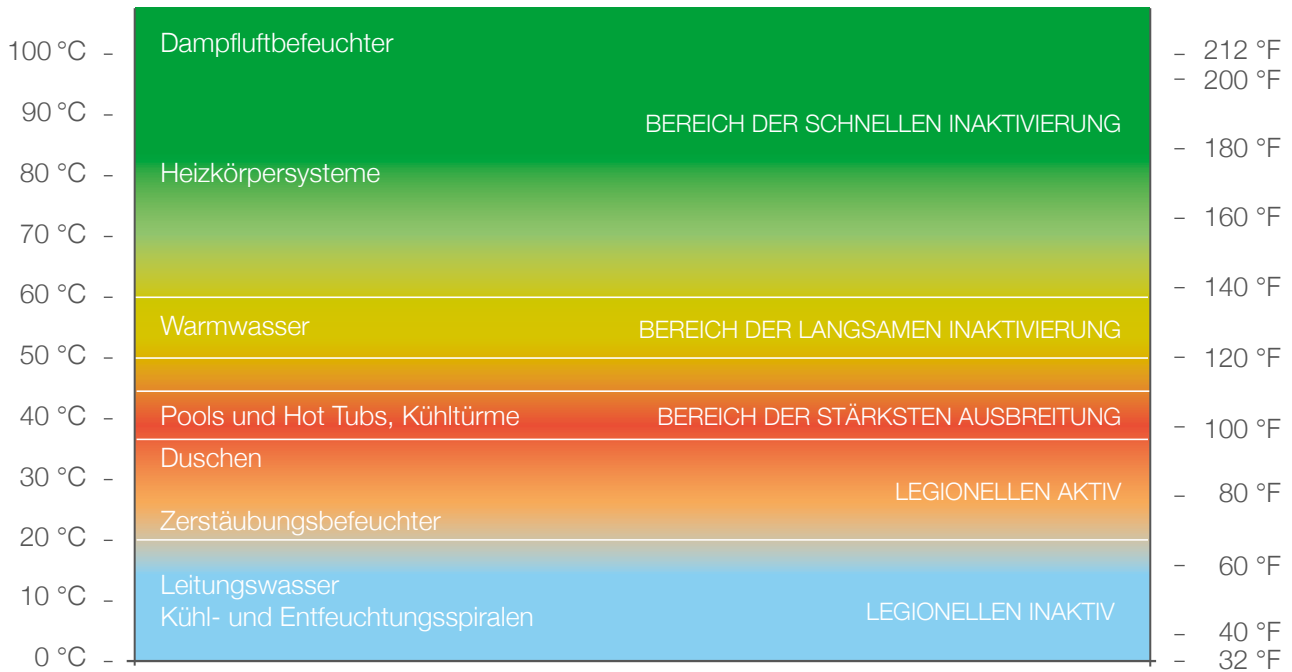 100 °C
Dampfluftbefeuchter
212 °F
200 °F
90 °C
BEREICH DER SCHNELLEN INAKTIVIERUNG
180 °F
80 °C
Heizkörpersysteme
160 °F
70 °C
60 °C
140 °F
Warmwasser
BEREICH DER LANGSAMEN INAKTIVIERUNG
50 °C
120 °F
40 °C
Pools und Hot Tubs, Kühltürme
BEREICH DER STÄRKSTEN AUSBREITUNG
100 °F
Duschen
30 °C
LEGIONELLEN AKTIV
80 °F
Zerstäubungsbefeuchter
20 °C
60 °F
Leitungswasser
10 °C
Kühl- und Entfeuchtungsspiralen
LEGIONELLEN INAKTIV
40 °F
0 °C
32 °F